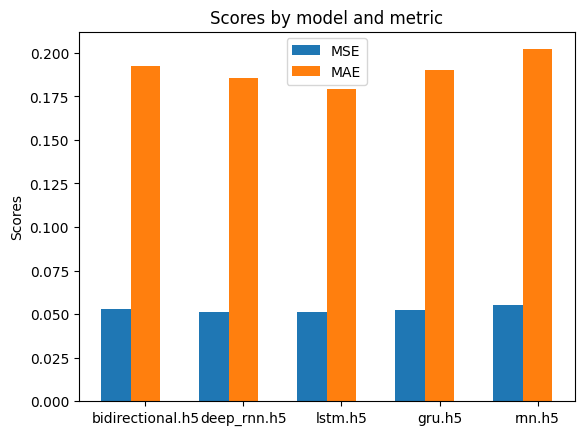 Scores by model and metric
MSE
MAE
Scores
0.200
0.175
0.150
0.125
0.100
0.075
0.050
0.025
0.000
bidirectional.h5 deep_rnn.h5 lstm.h5 gru.h5 rnn.h5